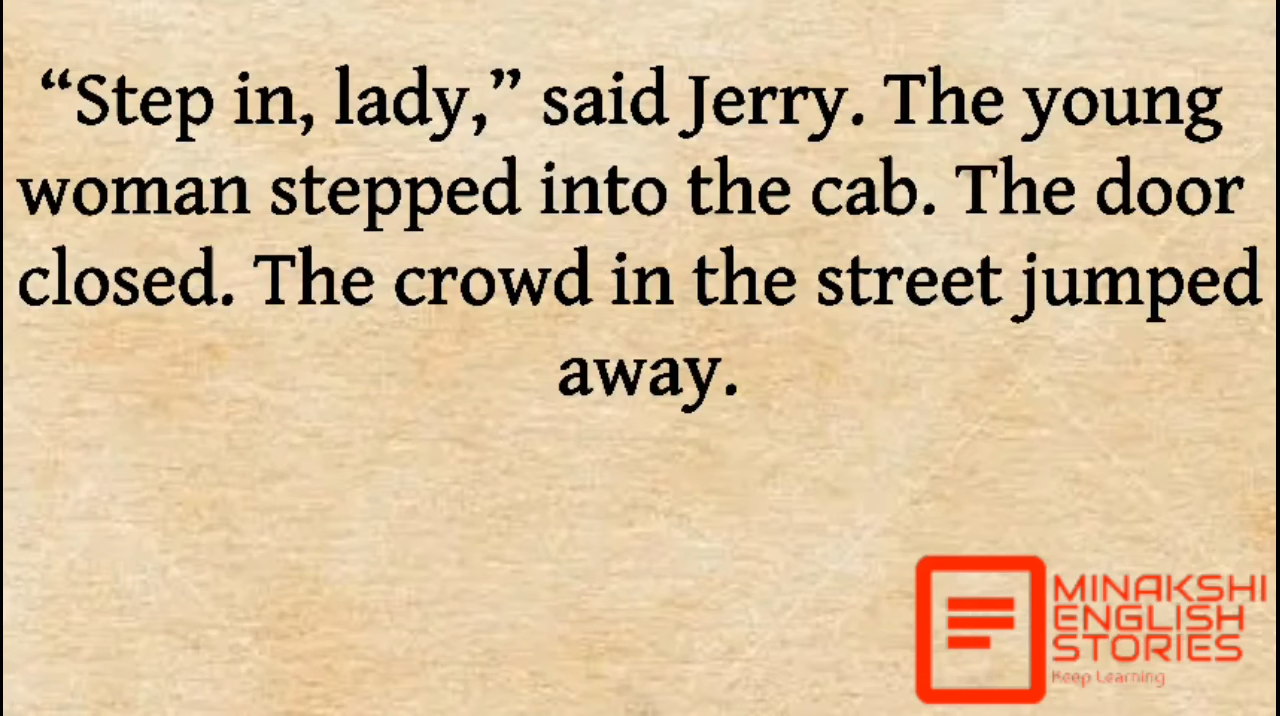 “Step in, lady,” said Jerry. The young
woman stepped into the cab. The door
closed. The crowd in the street jumped
away.
MINAKSHI
ENGLISH
STORIES
Keep Learning